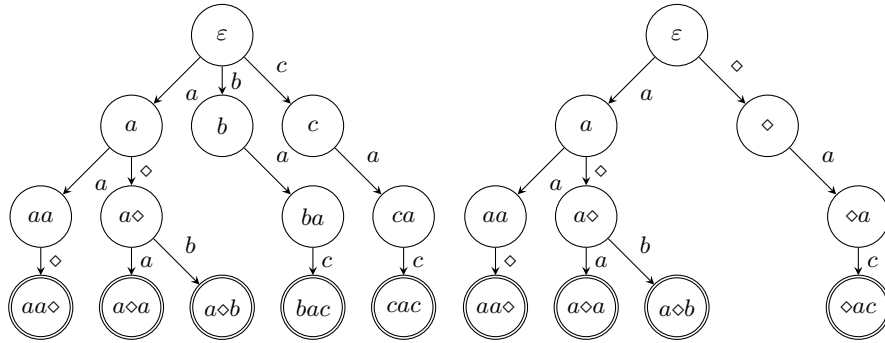 ε ε
c ◇
a b a
a b c a ◇
◇ ◇
a a a a a
aa a◇ ba ca aa a◇ ◇a
b b
◇ a c c ◇ a c
aa◇ a◇a a◇b bac cac aa◇ a◇a a◇b ◇ac